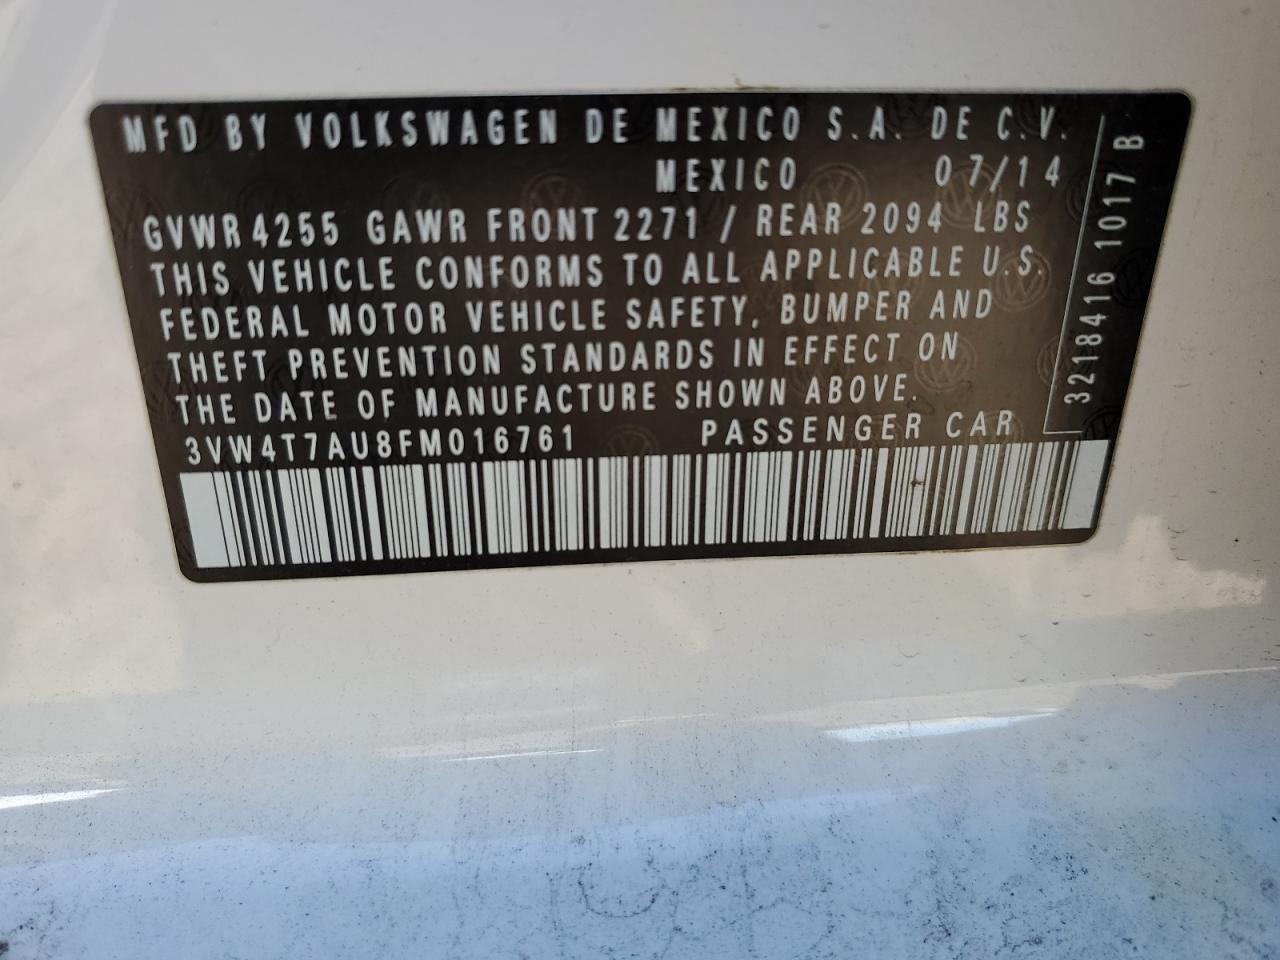 MFD BY VOLKSWAGEN DE MEXICO S.A. DE C.V.
MEXICO 07/14
GVWR 4255 GAWR FRONT 2271 / REAR 2094 LBS
THIS VEHICLE CONFORMS TO ALL APPLICABLE U.S.
FEDERAL MOTOR VEHICLE SAFETY, BUMPER AND
THEFT PREVENTION STANDARDS IN EFFECT ON
THE DATE OF MANUFACTURE SHOWN ABOVE.
3VW4T7AU8FM016761 PASSENGER CAR
3218416 1017 B